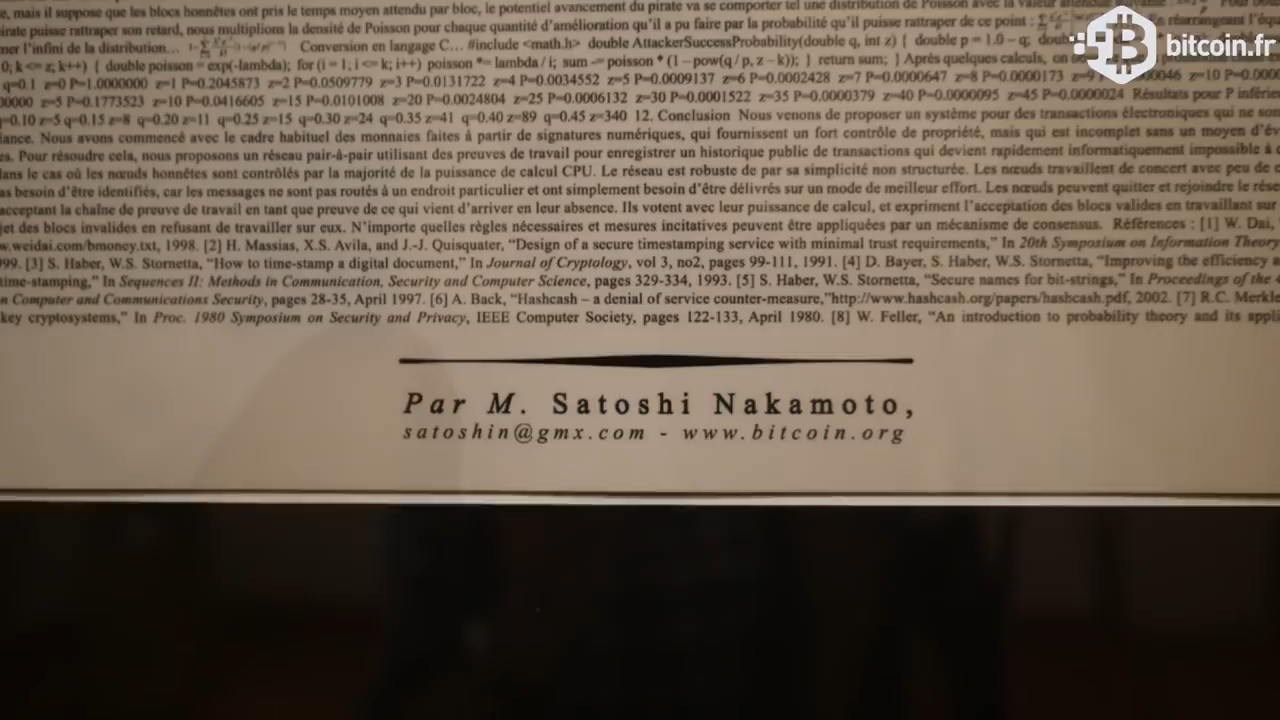 e, mais il suppose que les blocs honnêtes ont pris le temps moyen attendu par bloc, le potentiel avancement du pirate va se comporter tel une distribution de Poisson avec la valeur
irate puisse rattraper son retard, nous multiplions la densité de Poisson pour chaque quantité d'amélioration qu'il a pu faire par la probabilité qu'il puisse rattraper de ce point : réarrangeant
ner l'infini de la distribution... Conversion en langage C... #include <math.h> double AttackerSuccessProbability(double q, int z) { double p = 1.0 – q;
0; k <= z; k++) { double poisson = exp(-lambda); for (i = 1; i <= k; i++) poisson *= lambda / i; sum -= poisson * (1 – pow(q / p, z – k)); } return sum; } Après quelques calculs,
q=0.1 z=0 P=1.0000000 z=1 P=0.2045873 z=2 P=0.0509779 z=3 P=0.0131722 z=4 P=0.0034552 z=5 P=0.0009137 z=6 P=0.0002428 z=7 P=0.0000647 z=8 P=0.0000173 0046 z=10
00000 z=5 P=0.1773523 z=10 P=0.0416605 z=15 P=0.0101008 z=20 P=0.0024804 z=25 P=0.0006132 z=30 P=0.0001522 z=35 P=0.0000379 z=40 P=0.0000095 z=45 P=0.0000024 Résultats pour P
q=0.10 z=5 q=0.15 z=8 q=0.20 z=11 q=0.25 z=15 q=0.30 z=24 q=0.35 z=41 q=0.40 z=89 q=0.45 z=340 12. Conclusion Nous venons de proposer un système pour des transactions électroniques qui ne
iance. Nous avons commencé avec le cadre habituel des monnaies faites à partir de signatures numériques, qui fournissent un fort contrôle de propriété, mais qui est incomplet sans un moyen
es. Pour résoudre cela, nous proposons un réseau pair-à-pair utilisant des preuves de travail pour enregistrer un historique public de transactions qui devient rapidement informatiquement impossible à
dans le cas où les nœuds honnêtes sont contrôlés par la majorité de la puissance de calcul CPU. Le réseau est robuste de par sa simplicité non structurée. Les nœuds travaillent de concert avec peu de
as besoin d'être identifiés, car les messages ne sont pas routés à un endroit particulier et ont simplement besoin d'être délivrés sur un mode de meilleur effort. Les nœuds peuvent quitter et rejoindre le
acceptant la chaîne de preuve de travail en tant que preuve de ce qui vient d'arriver en leur absence. Ils votent avec leur puissance de calcul, et expriment l'acceptation des blocs valides en travaillant sur
jet des blocs invalides en refusant de travailler sur eux. N'importe quelles règles nécessaires et mesures incitatives peuvent être appliquées par un mécanisme de consensus. Références : [1] W. Dai,
w.weidai.com/bmoney.txt, 1998. [2] H. Massias, X.S. Avila, and J.-J. Quisquater, “Design of a secure timestamping service with minimal trust requirements,” In 20th Symposium on Information Theory
99. [3] S. Haber, W.S. Stornetta, “How to time-stamp a digital document,” In Journal of Cryptology, vol 3, no2, pages 99-111, 1991. [4] D. Bayer, S. Haber, W.S. Stornetta, “Improving the efficiency
time-stamping,” In Sequences II: Methods in Communication, Security and Computer Science, pages 329-334, 1993. [5] S. Haber, W.S. Stornetta, “Secure names for bit-strings,” In Proceedings of the
n Computer and Communications Security, pages 28-35, April 1997. [6] A. Back, “Hashcash – a denial of service counter-measure,”http://www.hashcash.org/papers/hashcash.pdf, 2002. [7] R.C. Merkle
key cryptosystems,” In Proc. 1980 Symposium on Security and Privacy, IEEE Computer Society, pages 122-133, April 1980. [8] W. Feller, “An introduction to probability theory and its
Par M. Satoshi Nakamoto,
satoshin@gmx.com - www.bitcoin.org
bitcoin.fr